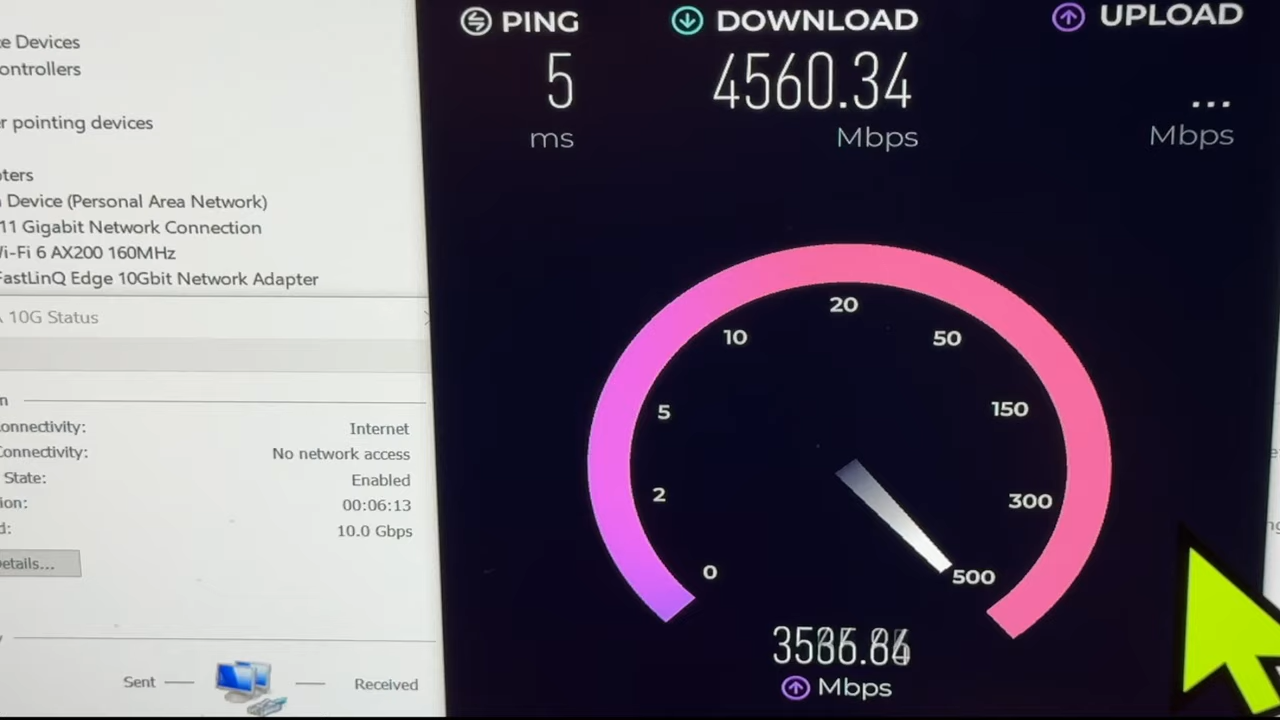 e Devices
ontrollers
r pointing devices
ters
Device (Personal Area Network)
11 Gigabit Network Connection
i-Fi 6 AX200 160MHz
FastLinQ Edge 10Gbit Network Adapter
10G Status
n
onnectivity: Internet
Connectivity: No network access
State: Enabled
ion: 00:06:13
d: 10.0 Gbps
etails...
Sent
Received
PING
5
ms
DOWNLOAD
4560.34
Mbps
UPLOAD
...
Mbps
0
2
5
10
20
50
150
300
500
Mbps